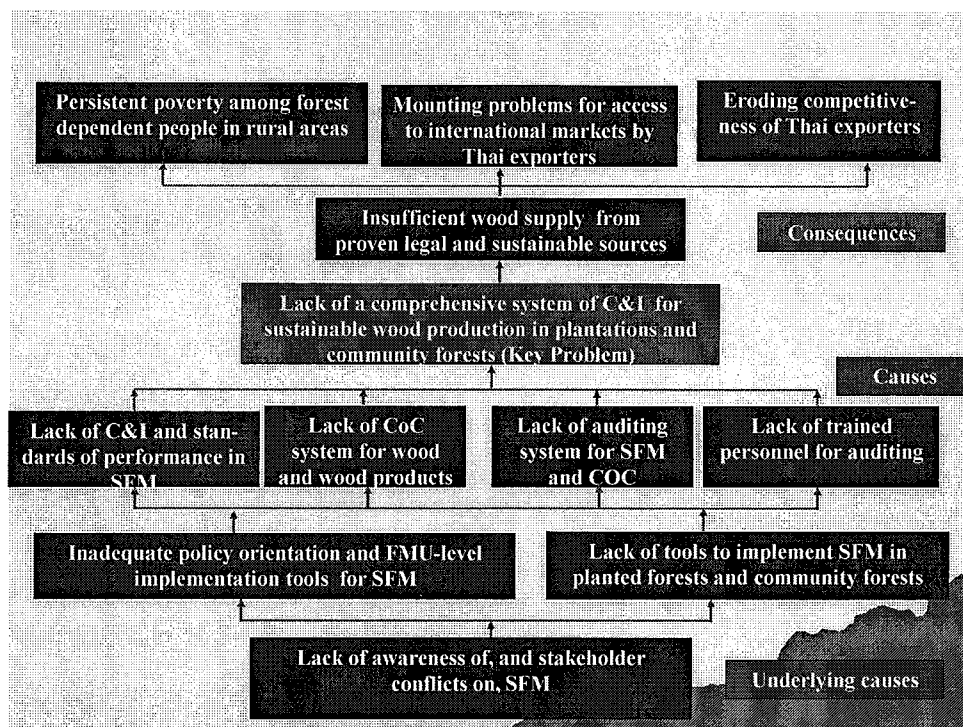 Persistent poverty among forest
dependent people in rural areas
Mounting problems for access
to international markets by
Thai exporters
Eroding competitive-
ness of Thai exporters
Insufficient wood supply from
proven legal and sustainable sources
Consequences
Lack of a comprehensive system of C&I for
sustainable wood production in plantations and
community forests (Key Problem)
Causes
Lack of C&I and stan-
dards of performance in
SFM
Lack of CoC
system for wood
and wood products
Lack of auditing
system for SFM
and COC
Lack of trained
personnel for auditing
Inadequate policy orientation and FMU-level
implementation tools for SFM
Lack of tools to implement SFM in
planted forests and community forests
Lack of awareness of, and stakeholder
conflicts on, SFM
Underlying causes